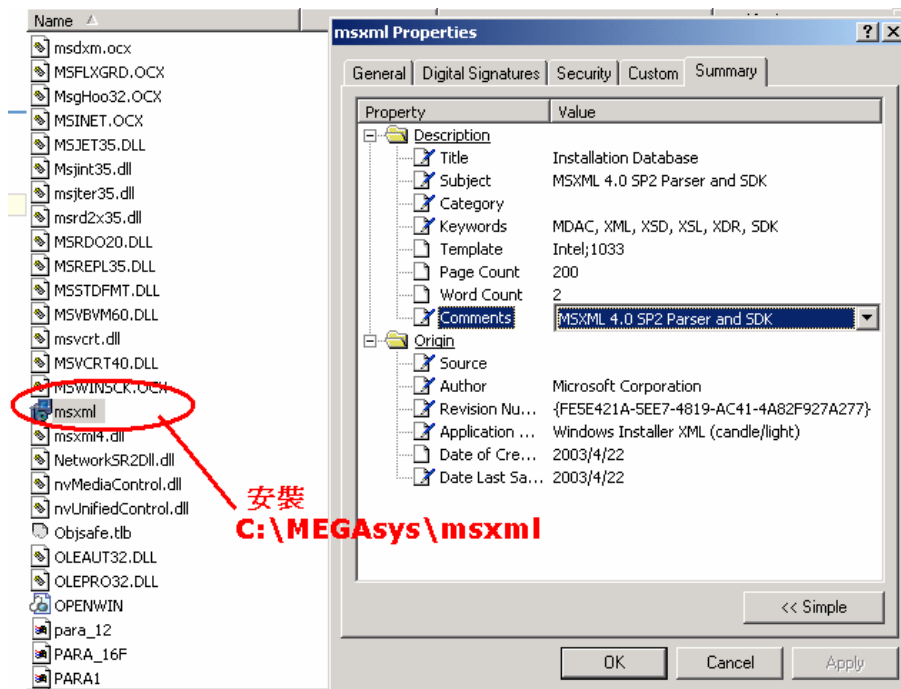 Name
msdxm.ocx
MSFLXGRD.OCX
MsgHoo32.OCX
MSINET.OCX
MSJET35.DLL
Msjint35.dll
msjter35.dll
msrd2x35.dll
MSRDO20.DLL
MSREPL35.DLL
MSSTDFMT.DLL
MSVBVM60.DLL
msvcrt.dll
MSVCRT40.DLL
MSWINSCK.OCX
msxml
msxml4.dll
NetworkSR2Dll.dll
nvMediaControl.dll
nvUnifiedControl.dll
Objsafe.tlb
OLEAUT32.DLL
OLEPRO32.DLL
OPENWIN
para_12
PARA_16F
PARA1
安裝
C:\MEGAsys\msxml
msxml Properties
General Digital Signatures Security Custom Summary
Property Value
Description
Title Installation Database
Subject MSXML 4.0 SP2 Parser and SDK
Category
Keywords MDAC, XML, XSD, XSL, XDR, SDK
Template Intel;1033
Page Count 200
Word Count 2
Comments MSXML 4.0 SP2 Parser and SDK
Origin
Source
Author Microsoft Corporation
Revision Nu... {FE5E421A-5EE7-4819-AC41-4A82F927A277}
Application ... Windows Installer XML (candle/light)
Date of Cre... 2003/4/22
Date Last Sa... 2003/4/22
<< Simple
OK Cancel Apply